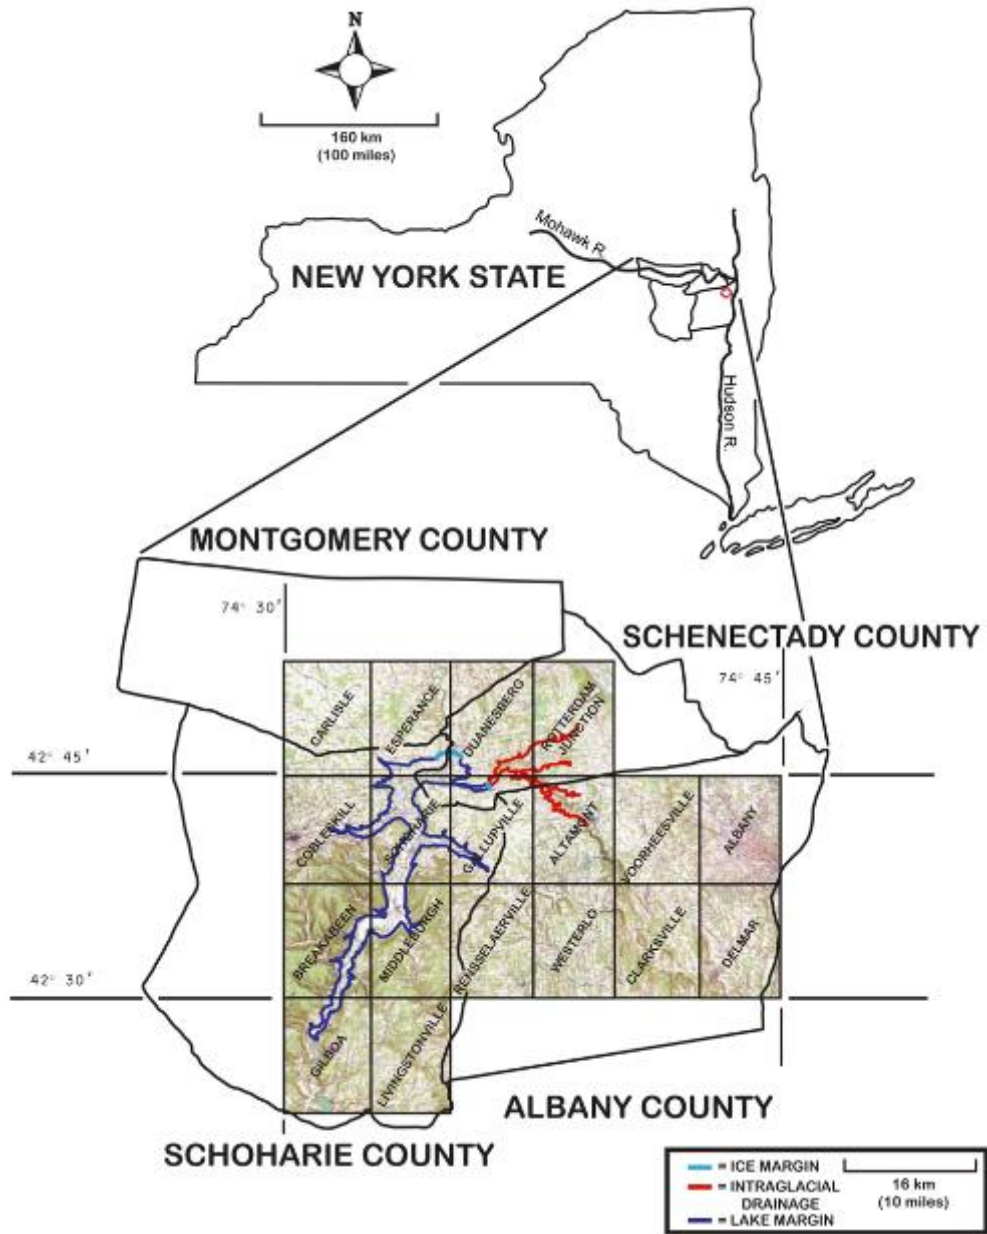 N
160 km
(100 miles)
Mohawk R.
NEW YORK STATE
Hudson R.
MONTGOMERY COUNTY
74° 30'
SCHENECTADY COUNTY
74° 45'
CARLISLE
ESPERANCE
DUANESBERG
ROTTERDAM
JUNCTION
42° 45'
COBLESKILL
SCHOHARIE
GALLUPVILLE
ALTAMONT
VOORHEESVILLE
ALBANY
BREAKABEEN
MIDDLEBURGH
RENSSELAERVILLE
WESTERLO
CLARKSVILLE
DELMAR
42° 30'
GILBOA
LIVINGSTONVILLE
ALBANY COUNTY
SCHOHARIE COUNTY
= ICE MARGIN
= INTRAGLACIAL
DRAINAGE
= LAKE MARGIN
16 km
(10 miles)